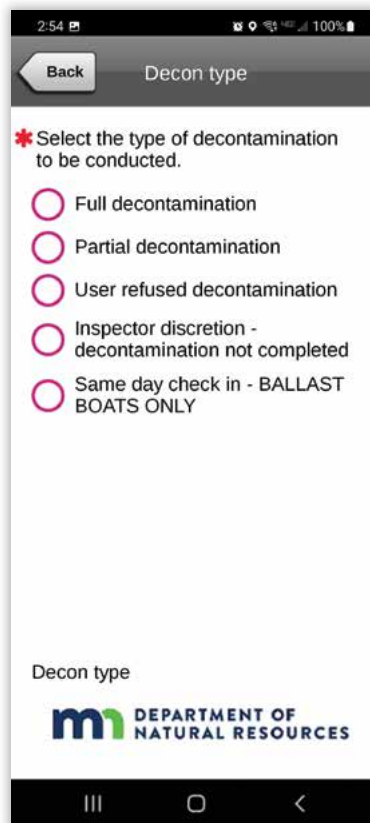 2:54
100%
Back
Decon type
* Select the type of decontamination
to be conducted.
Full decontamination
Partial decontamination
User refused decontamination
Inspector discretion -
decontamination not completed
Same day check in - BALLAST
BOATS ONLY
Decon type
mn DEPARTMENT OF
NATURAL RESOURCES